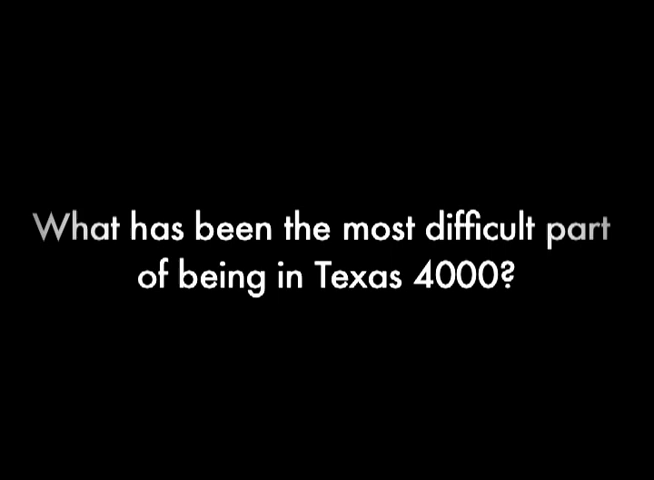 What has been the most difficult part
of being in Texas 4000?